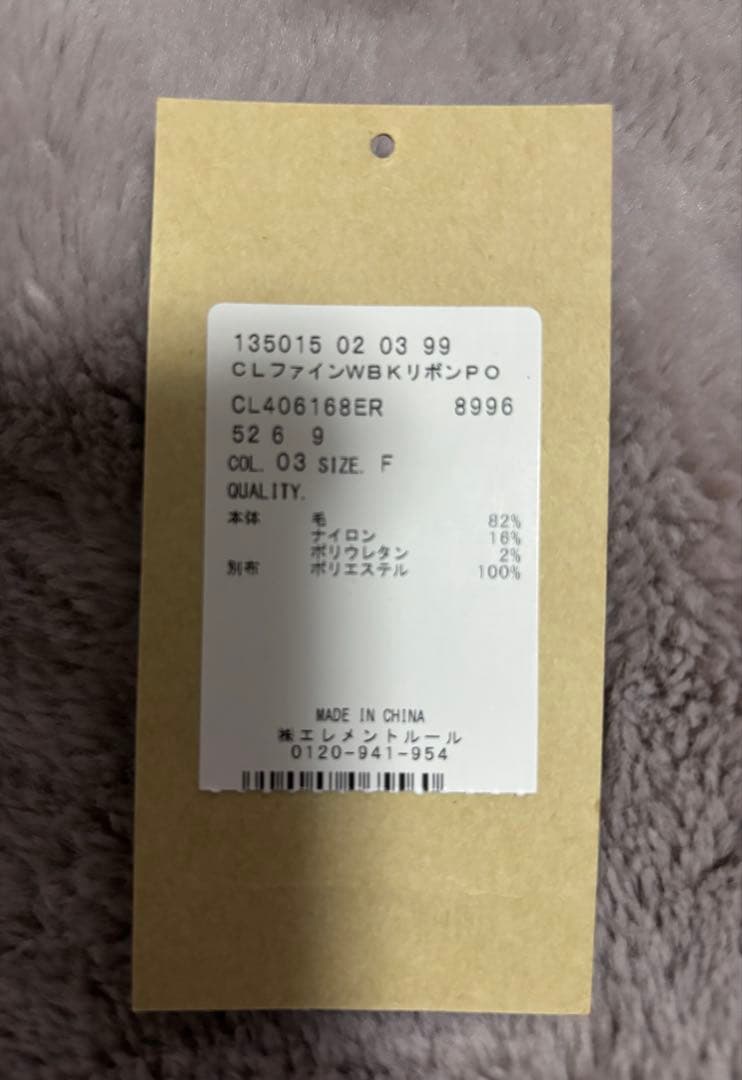 135015 02 03 99
CLファインWBKリボンPO
CL406168ER 8996
52 6 9
COL. 03 SIZE. F
QUALITY.
本体 毛 82%
ナイロン 16%
ポリウレタン 2%
別布 ポリエステル 100%
MADE IN CHINA
㈱エレメントルール
0120-941-954